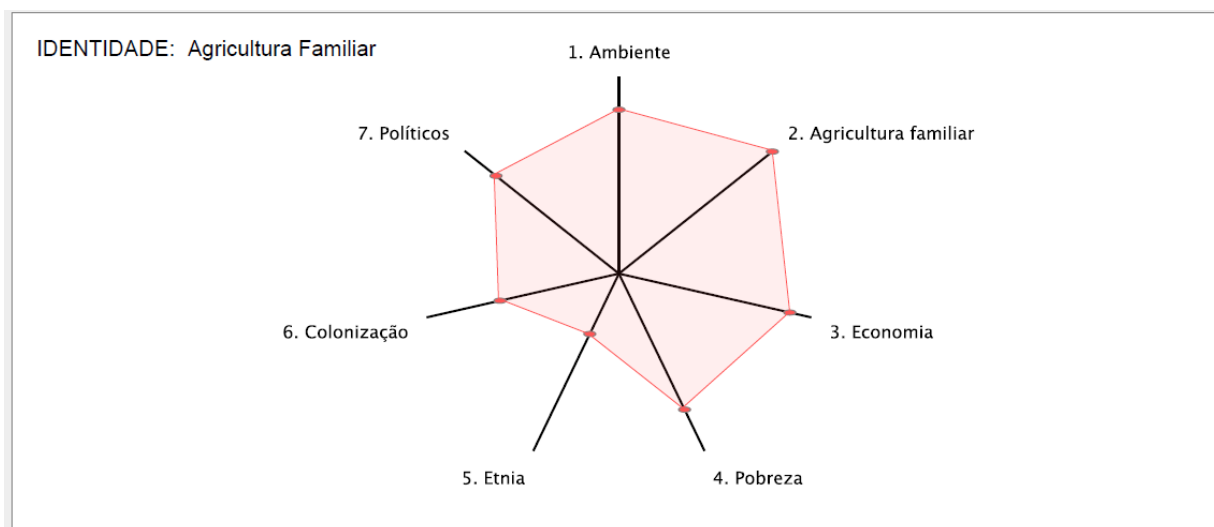 IDENTIDADE: Agricultura Familiar
1. Ambiente
2. Agricultura familiar
3. Economia
4. Pobreza
5. Etnia
6. Colonização
7. Políticos